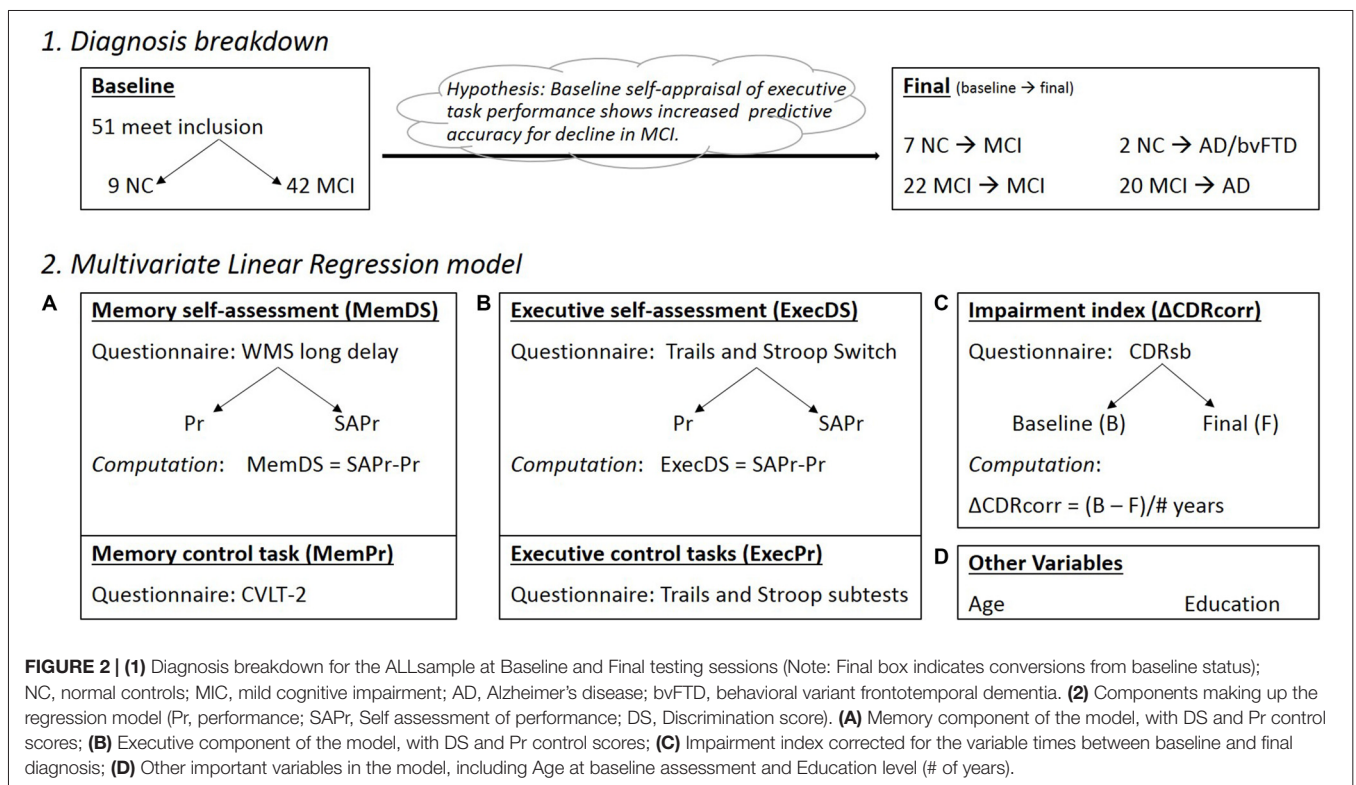 1. Diagnosis breakdown
Baseline
51 meet inclusion
9 NC
42 MCI
Hypothesis: Baseline self-appraisal of executive
task performance shows increased predictive
accuracy for decline in MCI.
Final (baseline → final)
7 NC → MCI
2 NC → AD/bvFTD
22 MCI → MCI
20 MCI → AD
2. Multivariate Linear Regression model
A
Memory self-assessment (MemDS)
Questionnaire: WMS long delay
Pr
SAPr
Computation: MemDS = SAPr-Pr
Memory control task (MemPr)
Questionnaire: CVLT-2
B
Executive self-assessment (ExecDS)
Questionnaire: Trails and Stroop Switch
Pr
SAPr
Computation: ExecDS = SAPr-Pr
Executive control tasks (ExecPr)
Questionnaire: Trails and Stroop subtests
C
Impairment index (ΔCDRcorr)
Questionnaire: CDRsb
Baseline (B)
Final (F)
Computation:
ΔCDRcorr = (B – F)/# years
D
Other Variables
Age
Education
FIGURE 2 | (1) Diagnosis breakdown for the ALLsample at Baseline and Final testing sessions (Note: Final box indicates conversions from baseline status);
NC, normal controls; MIC, mild cognitive impairment; AD, Alzheimer's disease; bvFTD, behavioral variant frontotemporal dementia. (2) Components making up the
regression model (Pr, performance; SAPr, Self assessment of performance; DS, Discrimination score). (A) Memory component of the model, with DS and Pr control
scores; (B) Executive component of the model, with DS and Pr control scores; (C) Impairment index corrected for the variable times between baseline and final
diagnosis; (D) Other important variables in the model, including Age at baseline assessment and Education level (# of years).